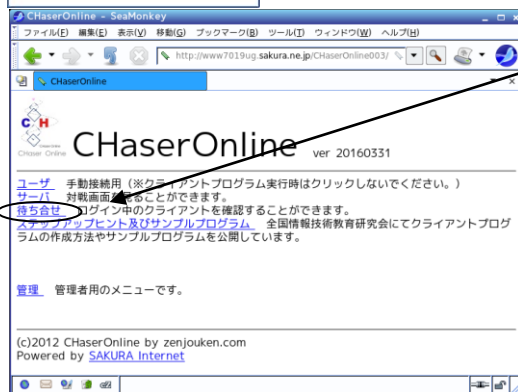 CHaserOnline - SeaMonkey
ファイル(F) 編集(E) 表示(V) 移動(G) ブックマーク(B) ツール(T) ウィンドウ(W) ヘルプ(H)
http://www7019ug.sakura.ne.jp/CHaserOnline003/
CHaserOnline
C H
CHaser Online
CHaserOnline ver 20160331
ユーザ 手動接続用（※クライアントプログラム実行時はクリックしないでください。）
サーバ 対戦画面を見ることができます。
待ち合せ ログイン中のクライアントを確認することができます。
ステップアップヒント及びサンプルプログラム 全国情報技術教育研究会にてクライアントプログ
ラムの作成方法やサンプルプログラムを公開しています。
管理 管理者用のメニューです。
(c)2012 CHaserOnline by zenjouken.com
Powered by SAKURA Internet